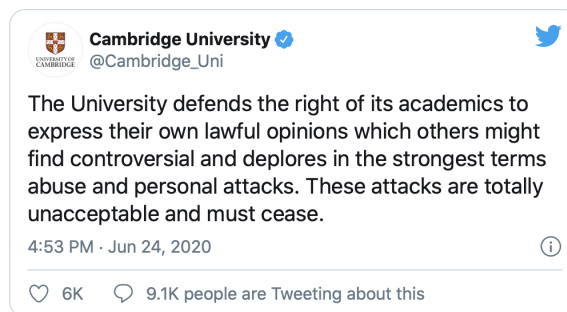 Cambridge University
@Cambridge_Uni
UNIVERSITY OF
CAMBRIDGE
The University defends the right of its academics to
express their own lawful opinions which others might
find controversial and deplores in the strongest terms
abuse and personal attacks. These attacks are totally
unacceptable and must cease.
4:53 PM · Jun 24, 2020
6K 9.1K people are Tweeting about this